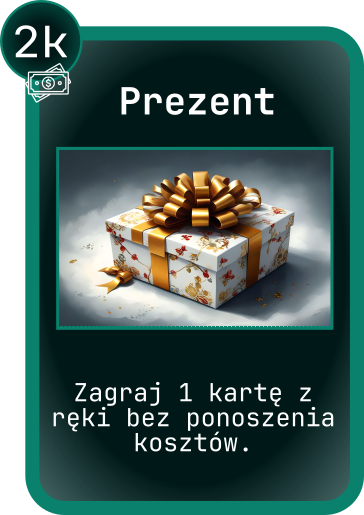 2k
Prezent
Zagraj 1 kartę z
ręki bez ponoszenia
kosztów.